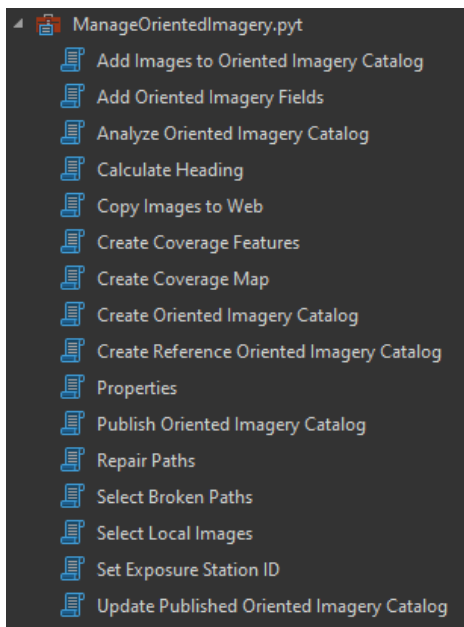 ManageOrientedImagery.pyt
Add Images to Oriented Imagery Catalog
Add Oriented Imagery Fields
Analyze Oriented Imagery Catalog
Calculate Heading
Copy Images to Web
Create Coverage Features
Create Coverage Map
Create Oriented Imagery Catalog
Create Reference Oriented Imagery Catalog
Properties
Publish Oriented Imagery Catalog
Repair Paths
Select Broken Paths
Select Local Images
Set Exposure Station ID
Update Published Oriented Imagery Catalog